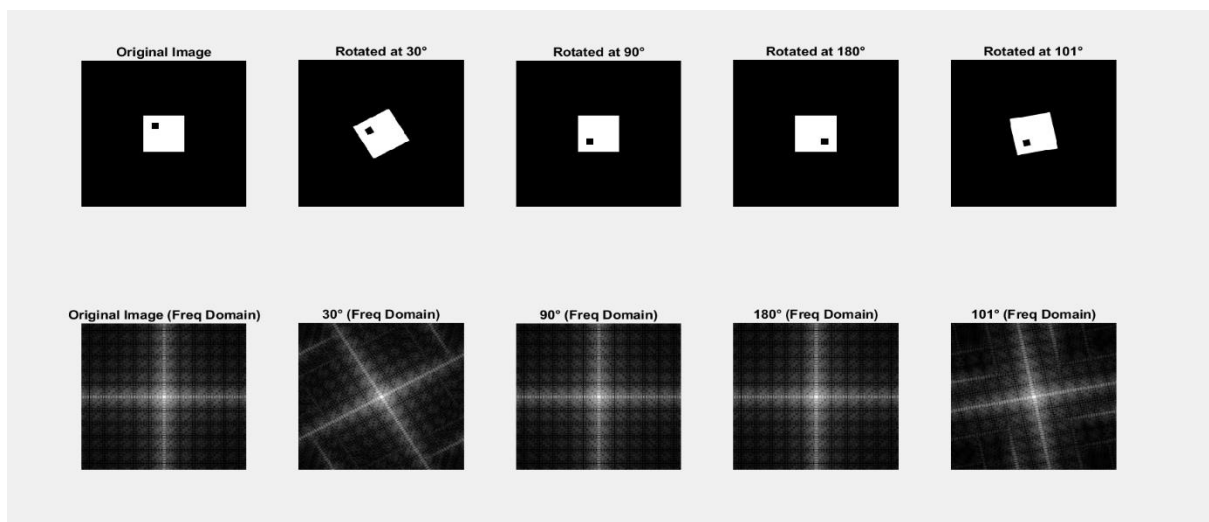 Original Image
Rotated at 30°
Rotated at 90°
Rotated at 180°
Rotated at 101°
Original Image (Freq Domain)
30° (Freq Domain)
90° (Freq Domain)
180° (Freq Domain)
101° (Freq Domain)